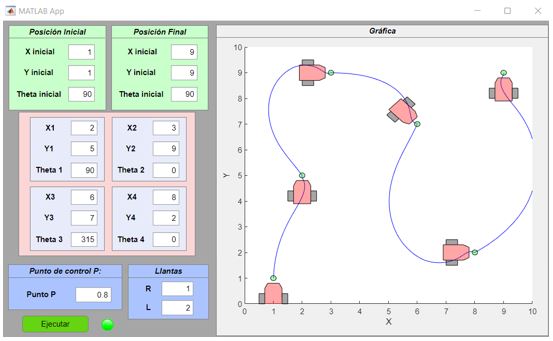 MATLAB App
Posición Inicial
X inicial 1
Y inicial 1
Theta inicial 90
Posición Final
X inicial 9
Y inicial 9
Theta inicial 90
X1 2
Y1 5
Theta 1 90
X2 3
Y2 9
Theta 2 0
X3 6
Y3 7
Theta 3 315
X4 8
Y4 2
Theta 4 0
Punto de control P:
Punto P 0.8
Llantas
R 1
L 2
Ejecutar
Gráfica
10
9
8
7
6
5
4
3
2
1
0
Y
0 1 2 3 4 5 6 7 8 9 10
X